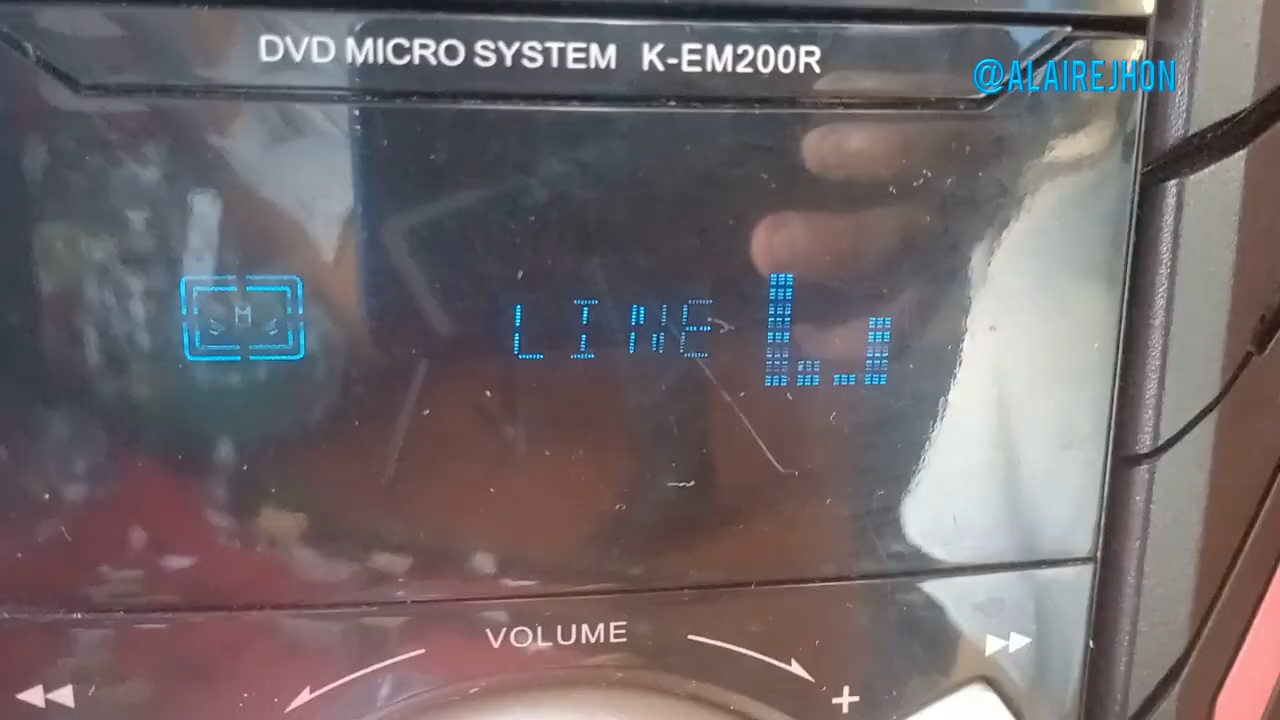 DVD MICRO SYSTEM K-EM200R
@ALAIREJHON
LINE
VOLUME
+